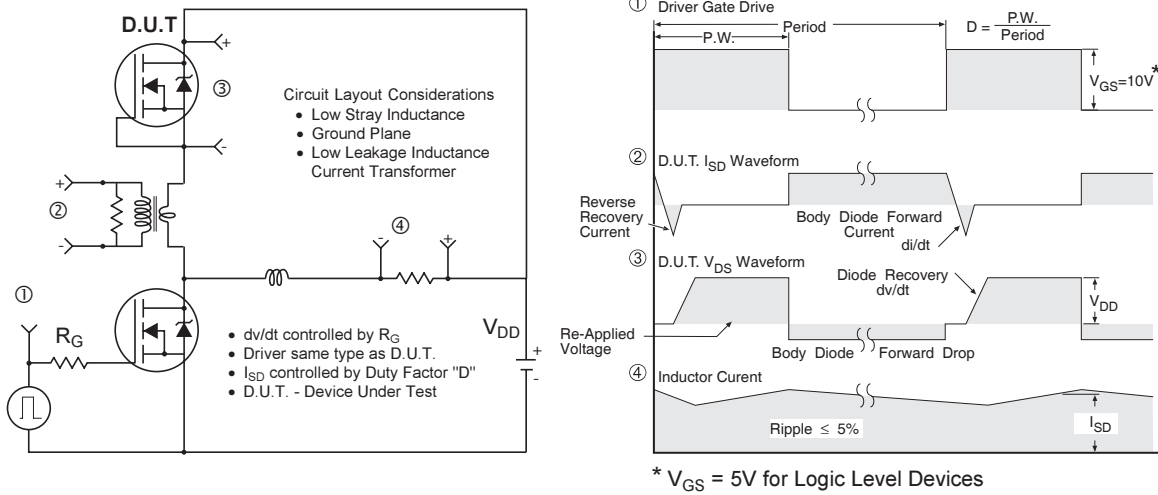 D.U.T
+
③
-
Circuit Layout Considerations
• Low Stray Inductance
• Ground Plane
• Low Leakage Inductance
Current Transformer
+
②
-
④
-
+
①
R_G
• dv/dt controlled by R_G
• Driver same type as D.U.T.
• I_SD controlled by Duty Factor "D"
• D.U.T. - Device Under Test
V_DD
+
-
① Driver Gate Drive
P.W.
Period
D = P.W.
Period
V_GS=10V*
② D.U.T. I_SD Waveform
Reverse
Recovery
Current
Body Diode Forward
Current
di/dt
③ D.U.T. V_DS Waveform
Diode Recovery
dv/dt
V_DD
Re-Applied
Voltage
Body Diode Forward Drop
④ Inductor Curent
I_SD
Ripple ≤ 5%
* V_GS = 5V for Logic Level Devices